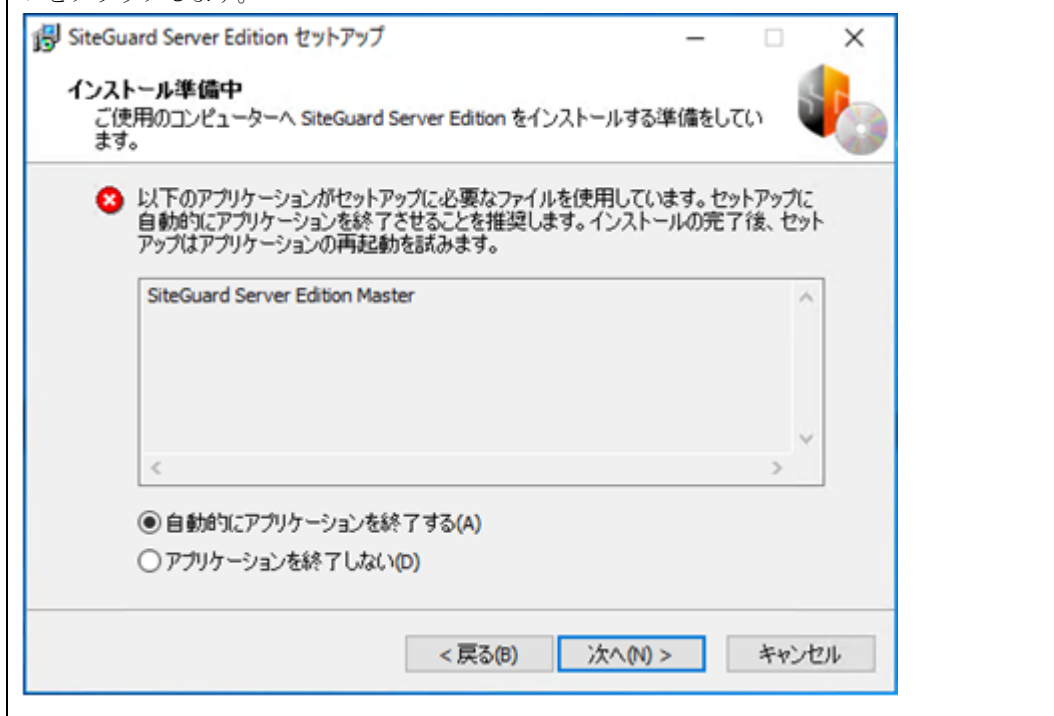 SiteGuard Server Edition セットアップ
インストール準備中
ご使用のコンピューターへ SiteGuard Server Edition をインストールする準備をしてい
ます。
以下のアプリケーションがセットアップに必要なファイルを使用しています。セットアップに
自動的にアプリケーションを終了させることを推奨します。インストールの完了後、セット
アップはアプリケーションの再起動を試みます。
SiteGuard Server Edition Master
自動的にアプリケーションを終了する(A)
アプリケーションを終了しない(D)
< 戻る(B) 次へ(N) > キャンセル